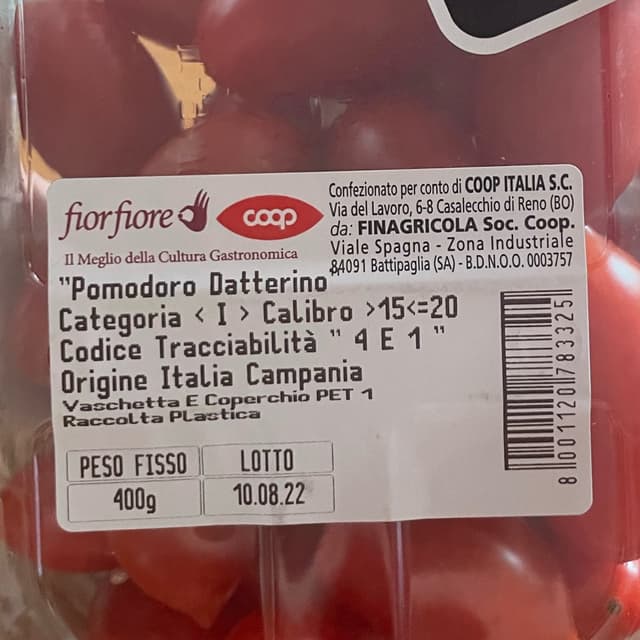 fiorfiore coop
Il Meglio della Cultura Gastronomica
Confezionato per conto di COOP ITALIA S.C.
Via del Lavoro, 6-8 Casalecchio di Reno (BO)
da: FINAGRICOLA Soc. Coop.
Viale Spagna - Zona Industriale
84091 Battipaglia (SA) - B.D.N.O.O. 0003757
"Pomodoro Datterino
Categoria < I > Calibro >15<=20
Codice Tracciabilità " 4 E 1 "
Origine Italia Campania
Vaschetta E Coperchio PET 1
Raccolta Plastica
PESO FISSO LOTTO
400g 10.08.22
8 001120 783325